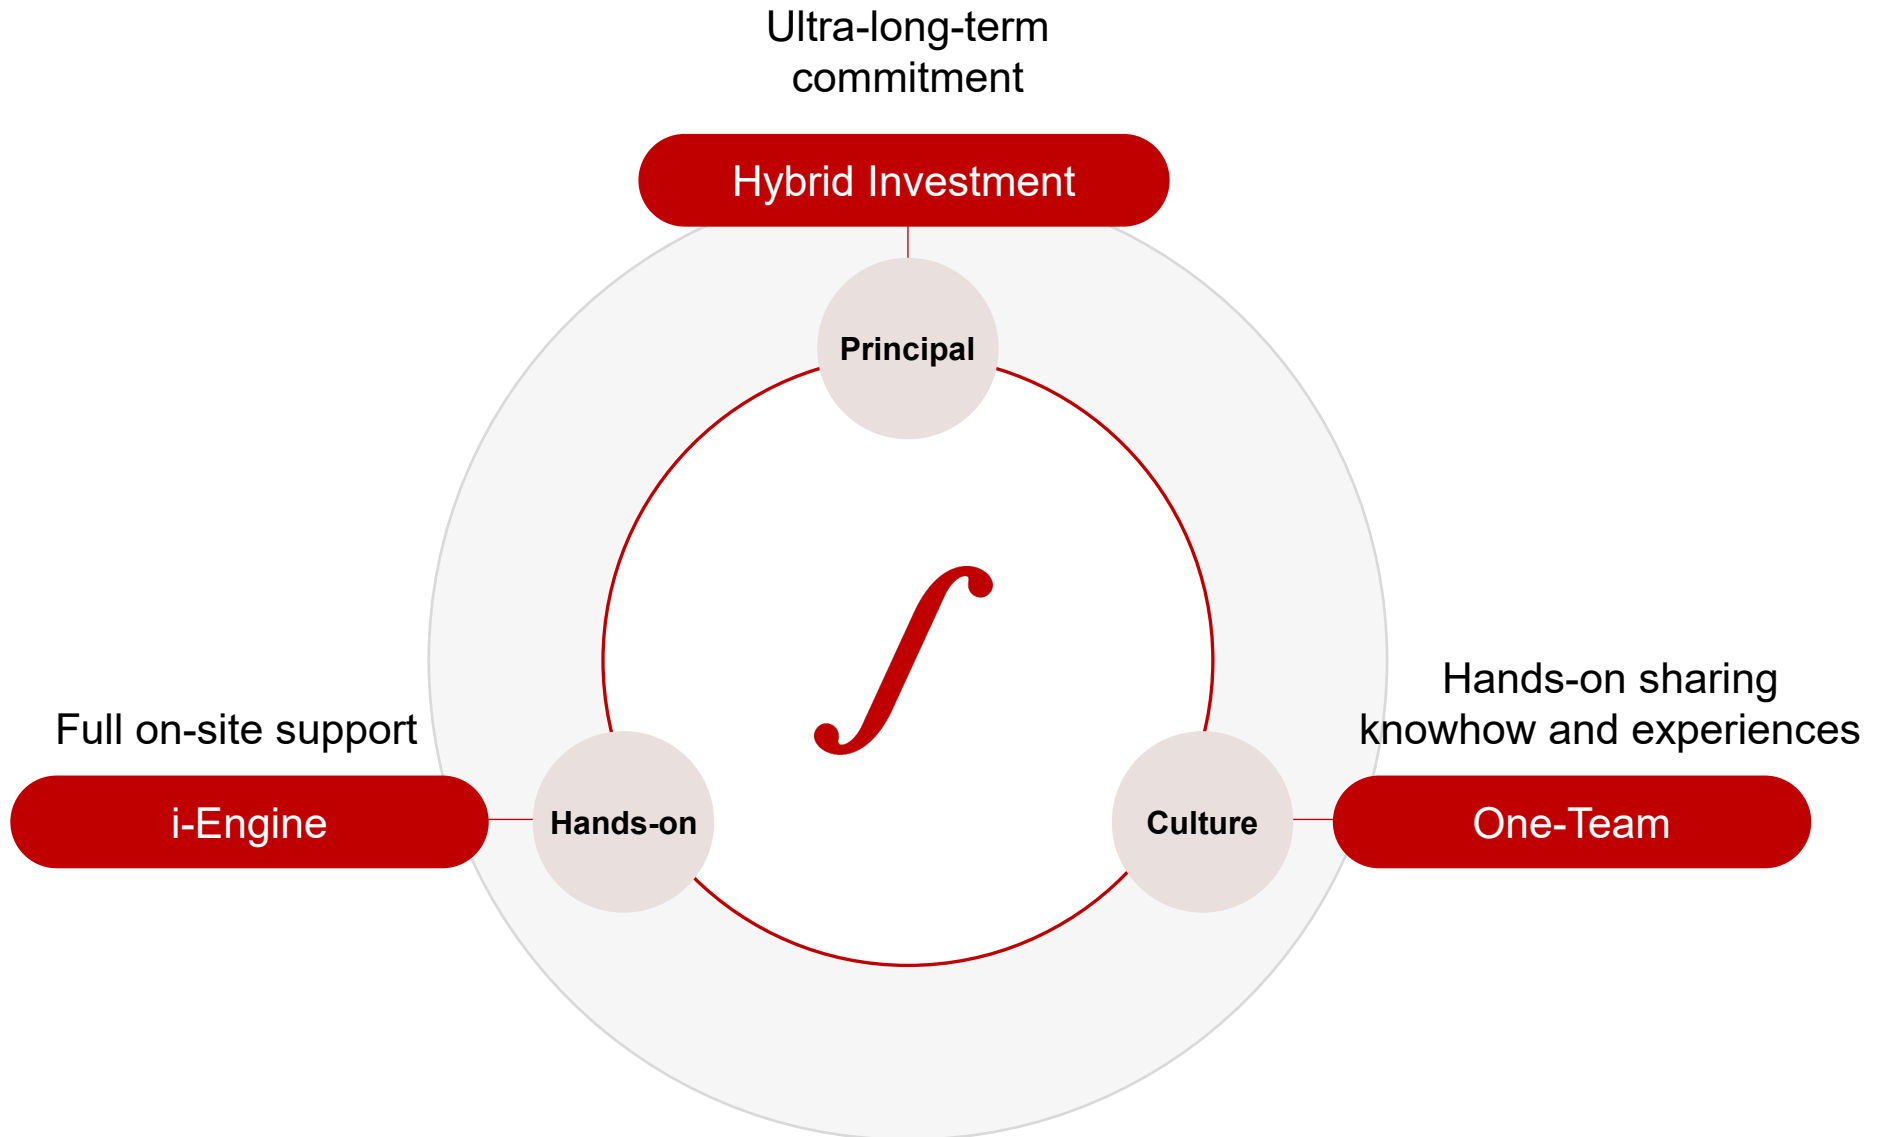 Ultra-long-term
commitment
Hybrid Investment
Principal
Full on-site support
i-Engine
Hands-on
Hands-on sharing
knowhow and experiences
Culture
One-Team